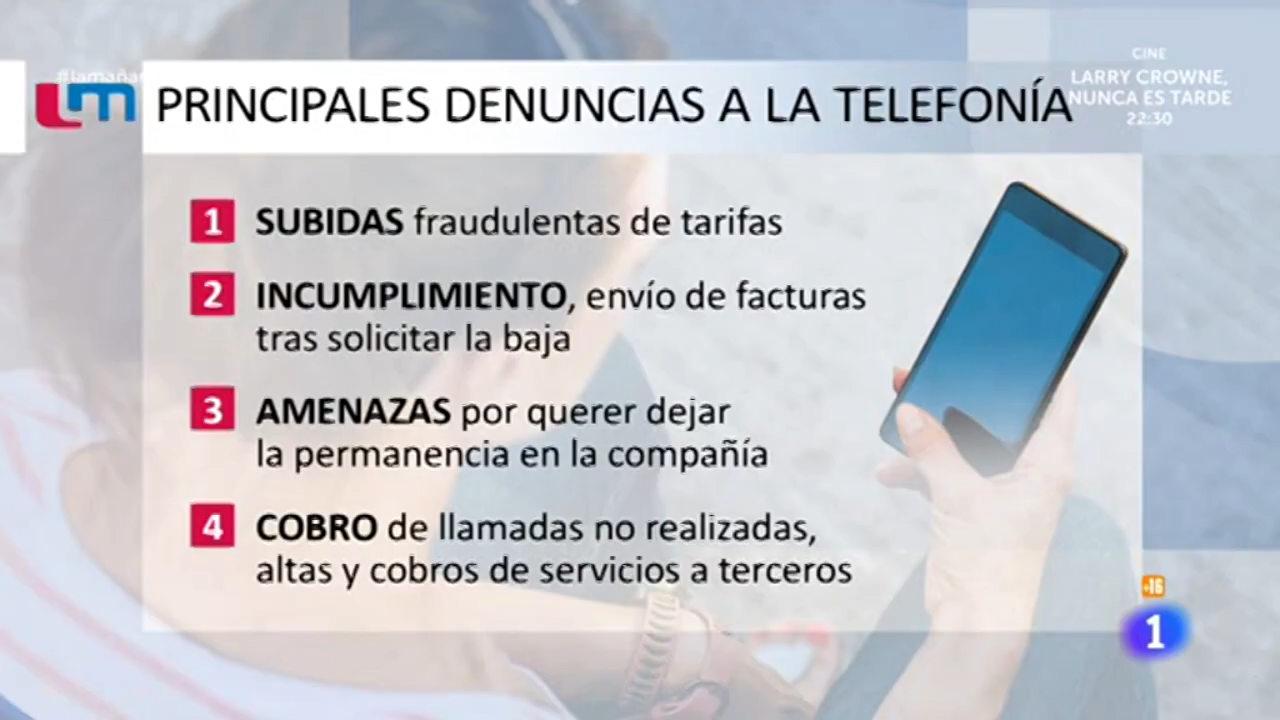 #lamañan
CINE
LARRY CROWNE,
NUNCA ES TARDE
22:30
Lm PRINCIPALES DENUNCIAS A LA TELEFONÍA
1 SUBIDAS fraudulentas de tarifas
2 INCUMPLIMIENTO, envío de facturas
tras solicitar la baja
3 AMENAZAS por querer dejar
la permanencia en la compañía
4 COBRO de llamadas no realizadas,
altas y cobros de servicios a terceros
+16
1